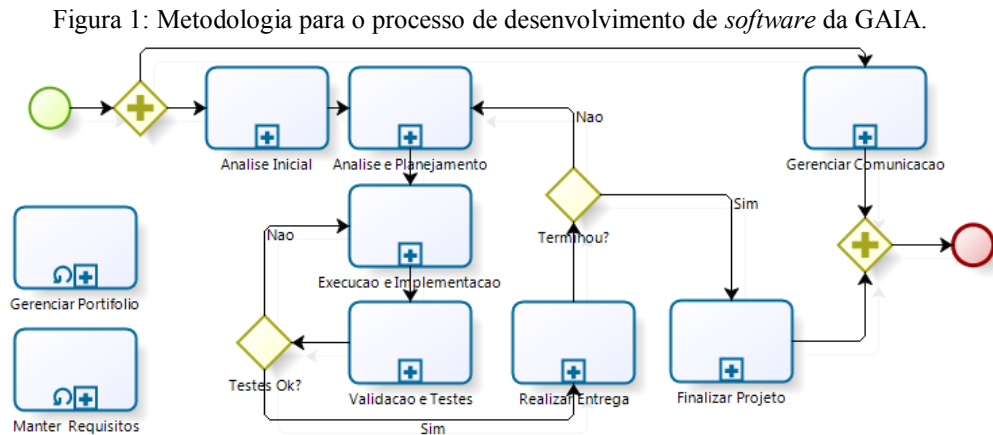 Figura 1: Metodologia para o processo de desenvolvimento de software da GAIA.
Analise Inicial
Analise e Planejamento
Nao
Gerenciar Comunicacao
Nao
Terminou?
Sim
Execucao e Implementacao
Gerenciar Portifolio
Testes Ok?
Validacao e Testes
Realizar Entrega
Finalizar Projeto
Manter Requisitos
Sim